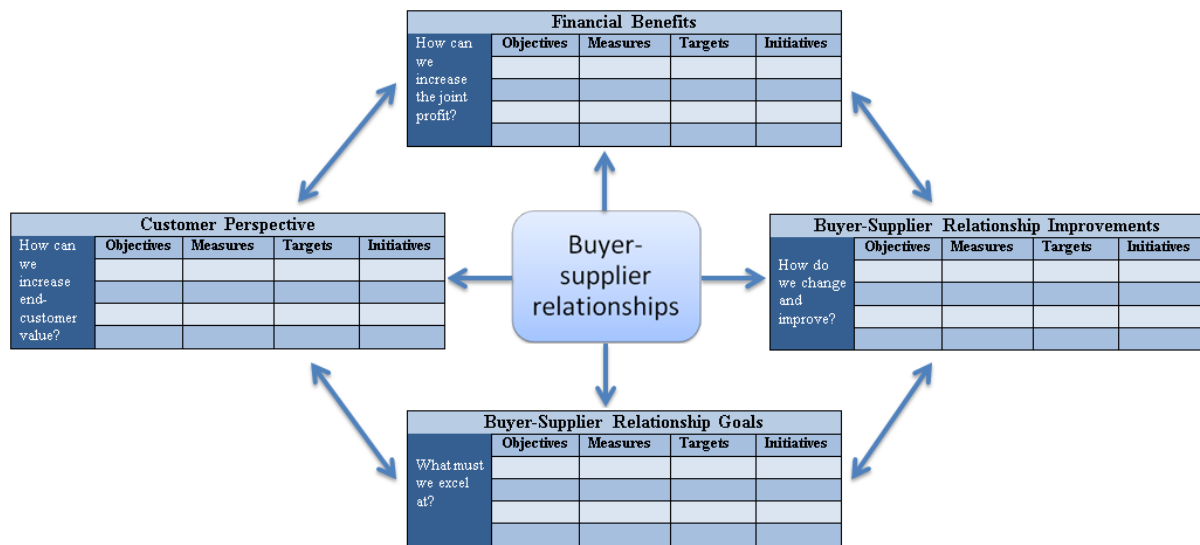 Financial Benefits
How can
we
increase
the joint
profit?
Objectives Measures Targets Initiatives
Customer Perspective
How can
we
increase
end-
customer
value?
Objectives Measures Targets Initiatives
Buyer-
supplier
relationships
Buyer-Supplier Relationship Improvements
How do
we change
and
improve?
Objectives Measures Targets Initiatives
Buyer-Supplier Relationship Goals
What must
we excel
at?
Objectives Measures Targets Initiatives